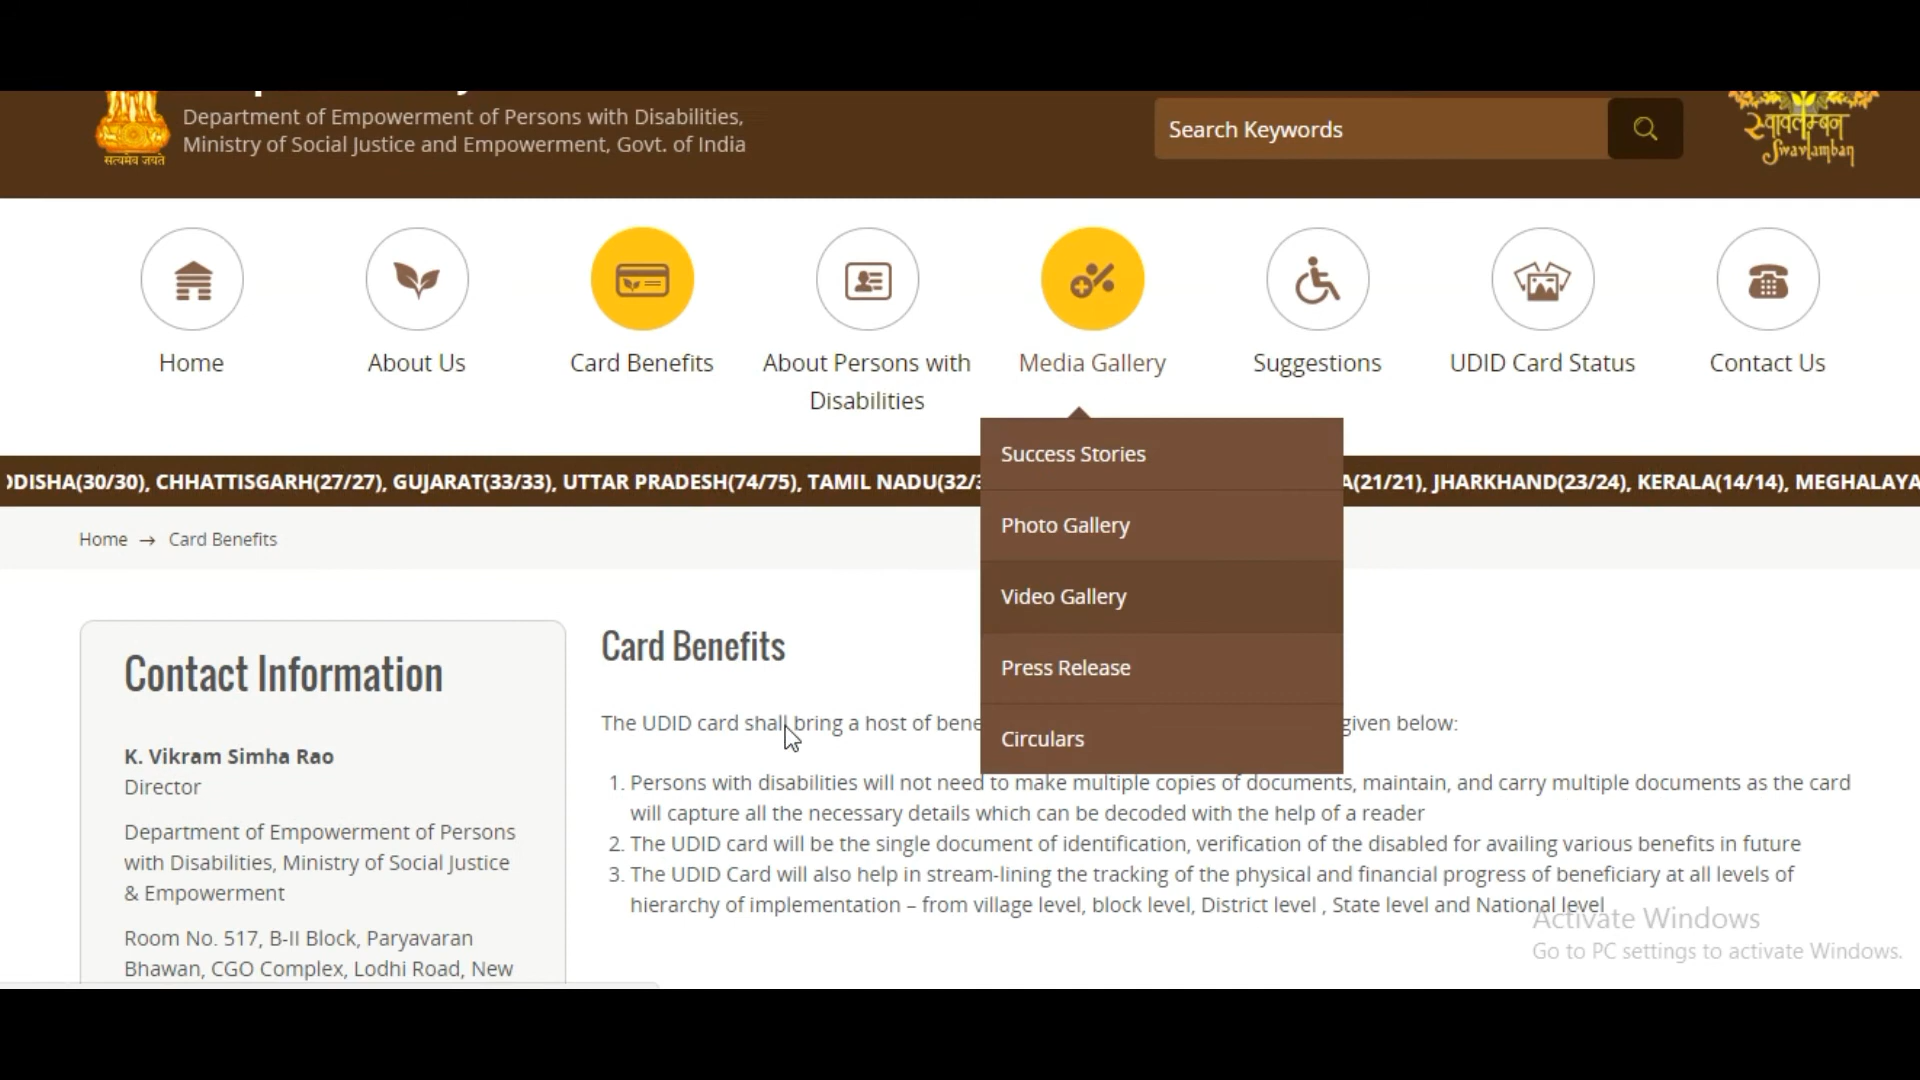 Department of Empowerment of Persons with Disabilities,
Ministry of Social Justice and Empowerment, Govt. of India
सत्यमेव जयते
Search Keywords
स्वावलम्बन
Swavlamban
Home
About Us
Card Benefits
About Persons with
Disabilities
Media Gallery
Suggestions
UDID Card Status
Contact Us
Success Stories
Photo Gallery
Video Gallery
Press Release
Circulars
ODISHA(30/30), CHHATTISGARH(27/27), GUJARAT(33/33), UTTAR PRADESH(74/75), TAMIL NADU(32/ A(21/21), JHARKHAND(23/24), KERALA(14/14), MEGHALAYA
Home → Card Benefits
Contact Information
K. Vikram Simha Rao
Director
Department of Empowerment of Persons
with Disabilities, Ministry of Social Justice
& Empowerment
Room No. 517, B-II Block, Paryavaran
Bhawan, CGO Complex, Lodhi Road, New
Card Benefits
The UDID card shall bring a host of bene given below:
1. Persons with disabilities will not need to make multiple copies of documents, maintain, and carry multiple documents as the card
will capture all the necessary details which can be decoded with the help of a reader
2. The UDID card will be the single document of identification, verification of the disabled for availing various benefits in future
3. The UDID Card will also help in stream-lining the tracking of the physical and financial progress of beneficiary at all levels of
hierarchy of implementation – from village level, block level, District level , State level and National level
Activate Windows
Go to PC settings to activate Windows.